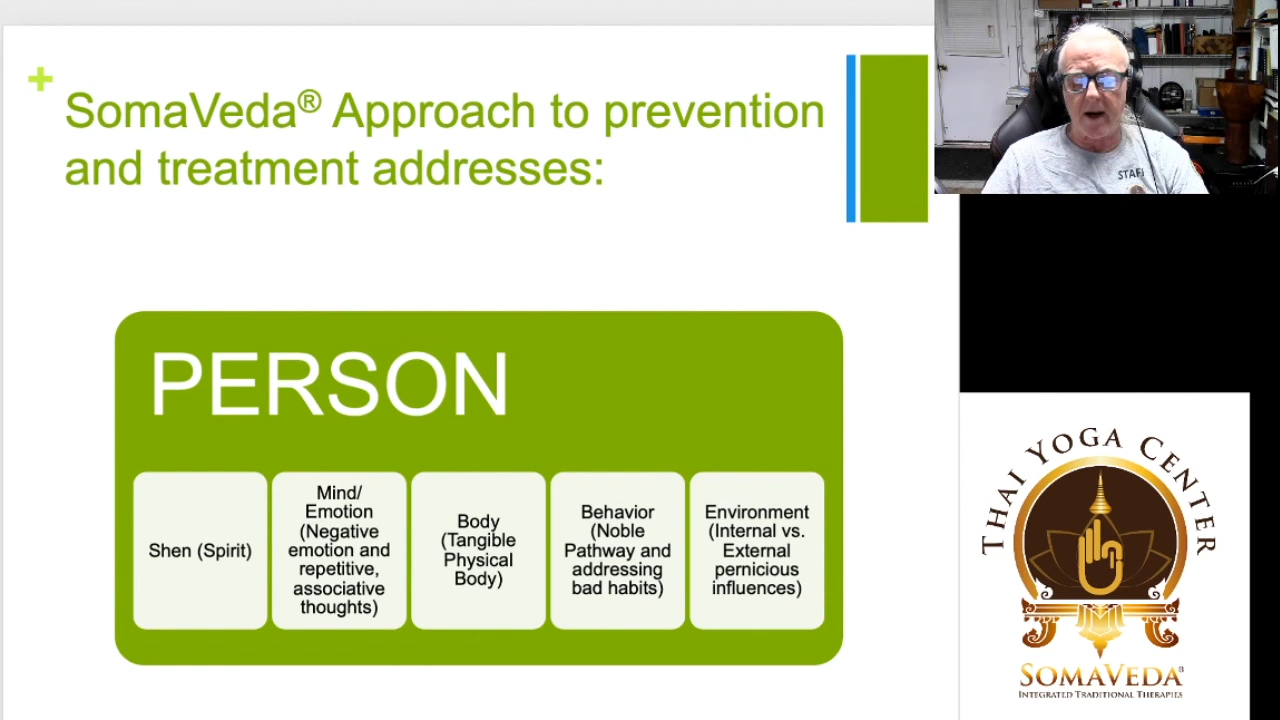 +
SomaVeda® Approach to prevention
and treatment addresses:
PERSON
Shen (Spirit)
Mind/
Emotion
(Negative
emotion and
repetitive,
associative
thoughts)
Body
(Tangible
Physical
Body)
Behavior
(Noble
Pathway and
addressing
bad habits)
Environment
(Internal vs.
External
pernicious
influences)
STAFF
THAI YOGA CENTER
SOMAVEDA®
INTEGRATED TRADITIONAL THERAPIES